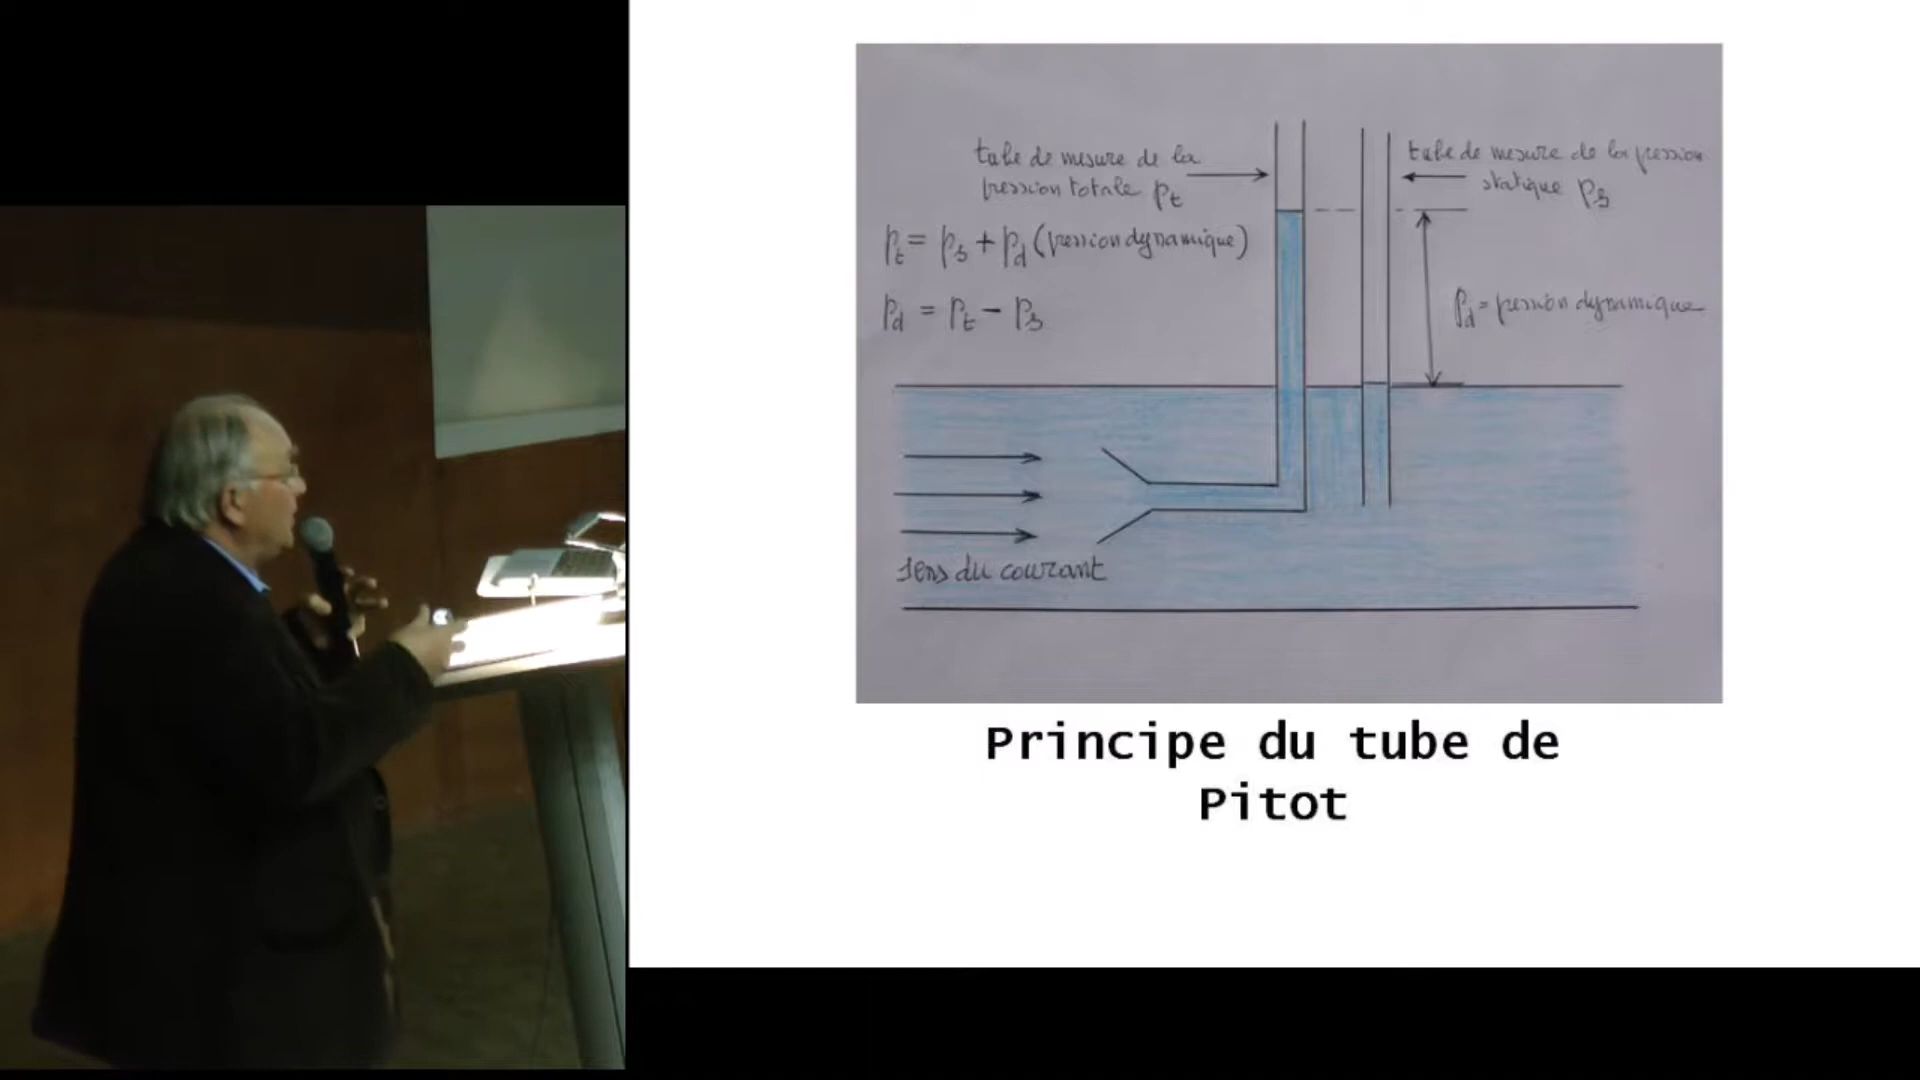 tube de mesure de la
pression totale pt
tube de mesure de la pression
statique ps
pt = ps + pd (pression dynamique)
pd = pt - ps
pd = pression dynamique
sens du courant
Principe du tube de
Pitot